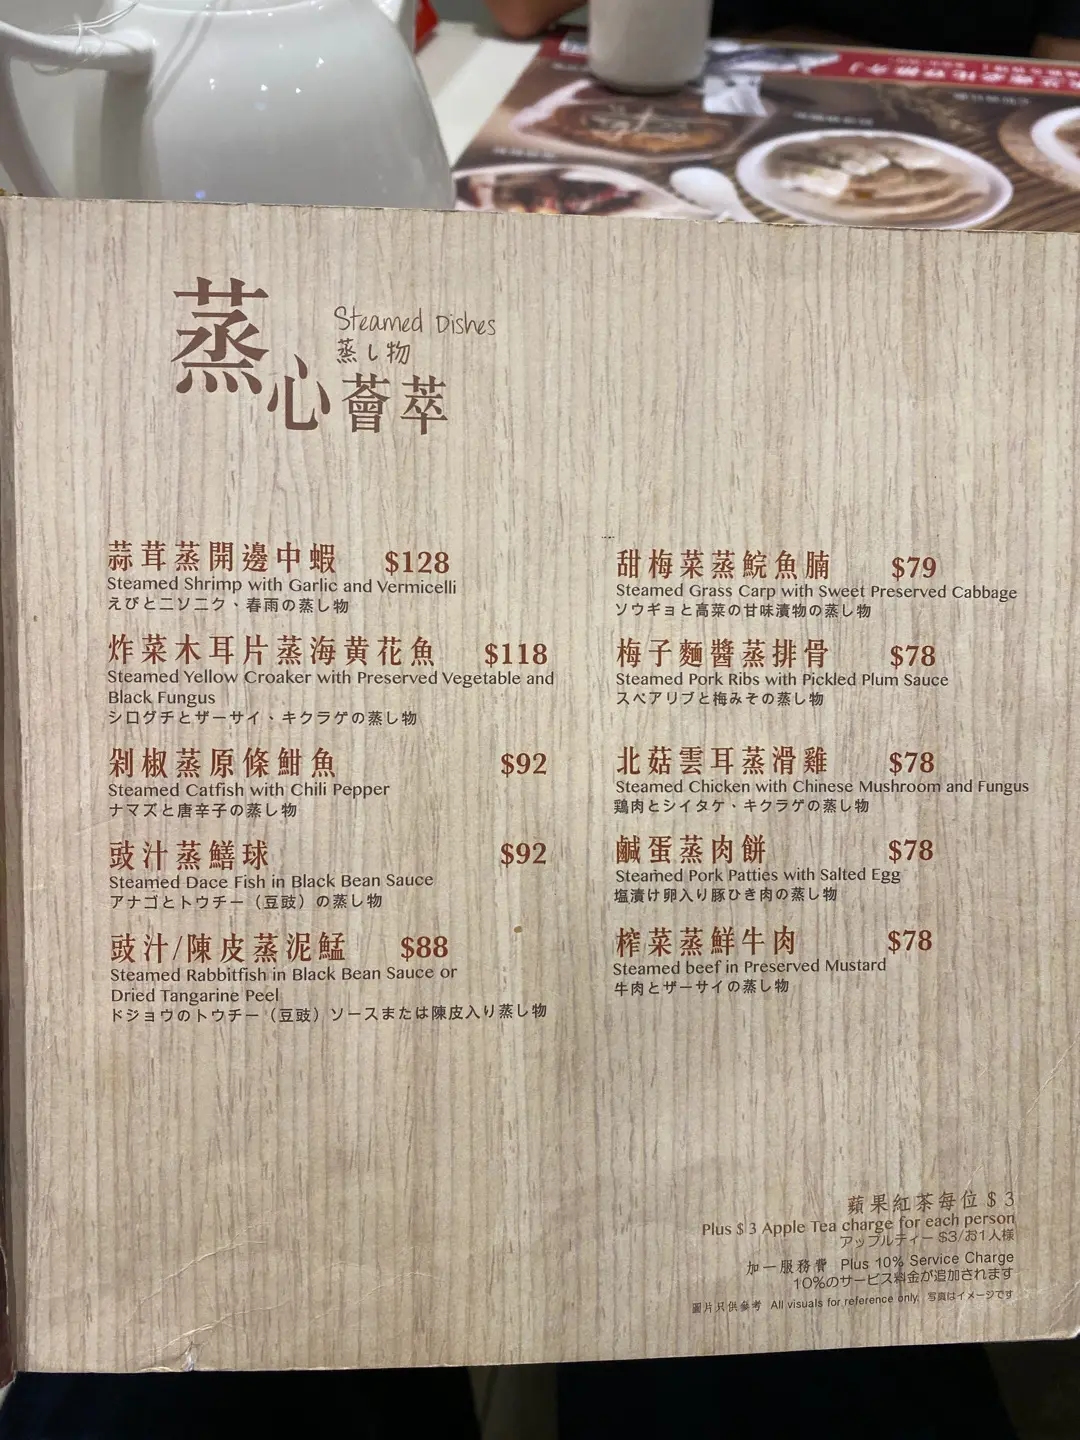 蒸心薈萃
Steamed Dishes
蒸し物
蒜茸蒸開邊中蝦 $128
Steamed Shrimp with Garlic and Vermicelli
えびと二ソ二ク、春雨の蒸し物
炸菜木耳片蒸海黄花魚 $118
Steamed Yellow Croaker with Preserved Vegetable and
Black Fungus
シログチとザーサイ、キクラゲの蒸し物
剁椒蒸原條鮒魚 $92
Steamed Catfish with Chili Pepper
ナマズと唐辛子の蒸し物
豉汁蒸鱔球 $92
Steamed Dace Fish in Black Bean Sauce
アナゴとトウチー（豆豉）の蒸し物
豉汁/陳皮蒸泥鯭 $88
Steamed Rabbitfish in Black Bean Sauce or
Dried Tangarine Peel
ドジョウのトウチー（豆豉）ソースまたは陳皮入り蒸し物
甜梅菜蒸鯇魚腩 $79
Steamed Grass Carp with Sweet Preserved Cabbage
ソウギョと高菜の甘味漬物の蒸し物
梅子麵醬蒸排骨 $78
Steamed Pork Ribs with Pickled Plum Sauce
スペアリブと梅みその蒸し物
北菇雲耳蒸滑雞 $78
Steamed Chicken with Chinese Mushroom and Fungus
鶏肉とシイタケ、キクラゲの蒸し物
鹹蛋蒸肉餅 $78
Steamed Pork Patties with Salted Egg
塩漬け卵入り豚ひき肉の蒸し物
榨菜蒸鮮牛肉 $78
Steamed beef in Preserved Mustard
牛肉とザーサイの蒸し物
蘋果紅茶每位 $ 3
Plus $ 3 Apple Tea charge for each person
アップルティー $3/お1人様
加一服務費 Plus 10% Service Charge
10%のサービス料金が追加されます
圖片只供參考 All visuals for reference only. 写真はイメージです